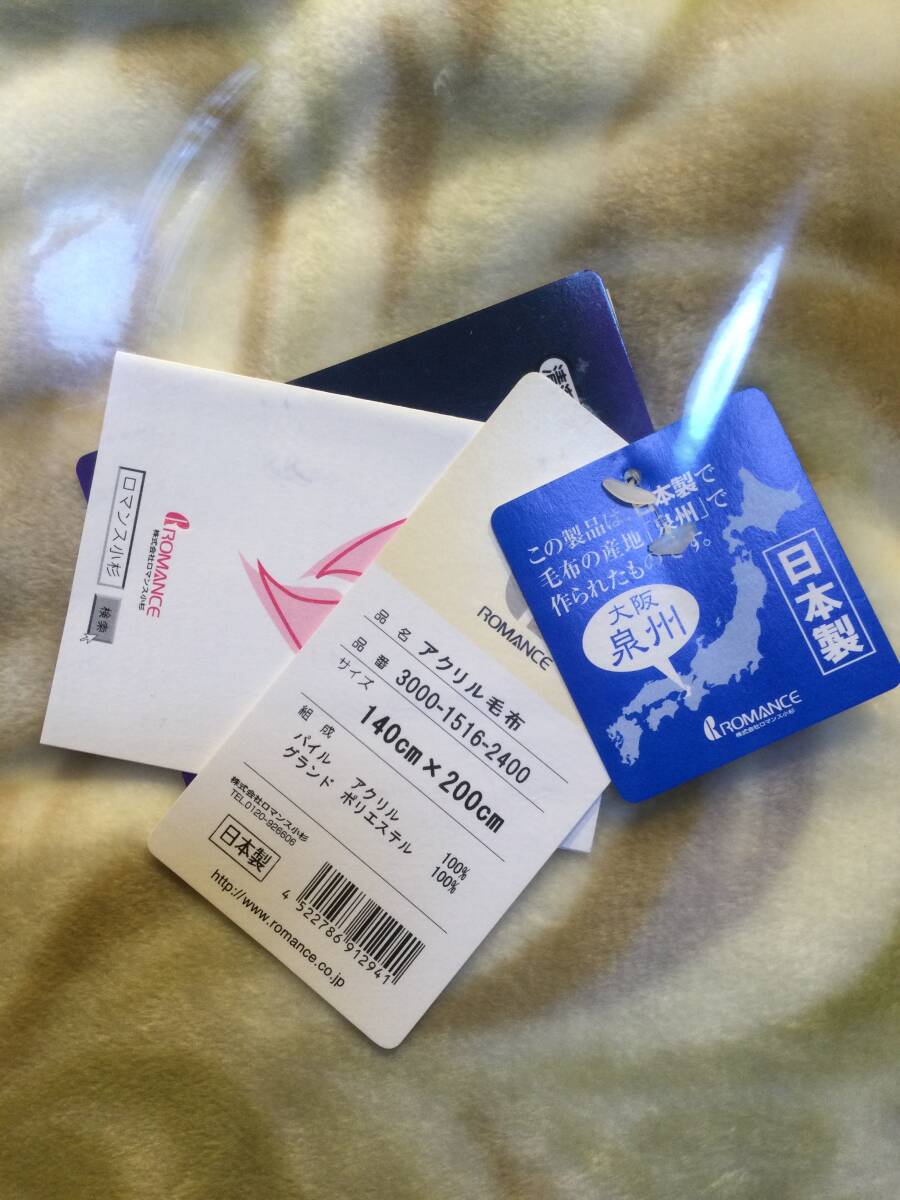 ロマンス小杉
検索
ROMANCE
株式会社ロマンス小杉
ROMANCE
品 名 アクリル毛布
品 番 3000-1516-2400
サイズ
140cm×200cm
組 成
パイル アクリル 100%
グランド ポリエステル 100%
株式会社ロマンス小杉
TEL.0120-926606
日本製
4 522786 912941
http://www.romance.co.jp
この製品は、日本製で
毛布の産地「泉州」で
作られたものです。
大阪
泉州
日本製
ROMANCE
株式会社ロマンス小杉